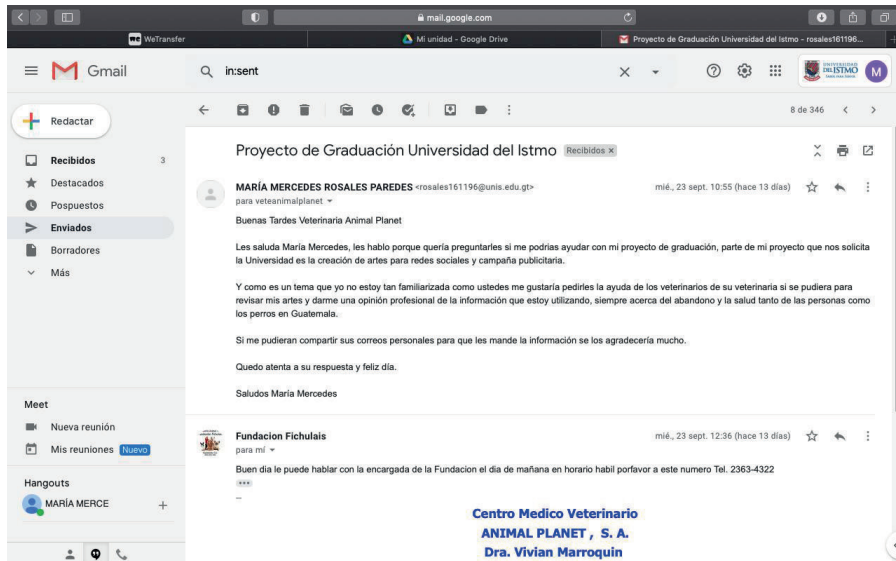 mail.google.com
WeTransfer
Mi unidad - Google Drive
Proyecto de Graduación Universidad del Istmo - rosales161196...
Gmail
in:sent
UNIVERSIDAD
DEL ISTMO
M
Redactar
8 de 346
Recibidos 3
Destacados
Pospuestos
Enviados
Borradores
Más
Meet
Nueva reunión
Mis reuniones Nuevo
Hangouts
MARÍA MERCE
Proyecto de Graduación Universidad del Istmo Recibidos x
MARÍA MERCEDES ROSALES PAREDES <rosales161196@unis.edu.gt> mié., 23 sept. 10:55 (hace 13 días)
para veteanimalplanet
Buenas Tardes Veterinaria Animal Planet
Les saluda María Mercedes, les hablo porque quería preguntarles si me podrias ayudar con mi proyecto de graduación, parte de mi proyecto que nos solicita
la Universidad es la creación de artes para redes sociales y campaña publicitaria.
Y como es un tema que yo no estoy tan familiarizada como ustedes me gustaría pedirles la ayuda de los veterinarios de su veterinaria si se pudiera para
revisar mis artes y darme una opinión profesional de la información que estoy utilizando, siempre acerca del abandono y la salud tanto de las personas como
los perros en Guatemala.
Si me pudieran compartir sus correos personales para que les mande la información se los agradecería mucho.
Quedo atenta a su respuesta y feliz día.
Saludos María Mercedes
Fundacion Fichulais mié., 23 sept. 12:36 (hace 13 días)
para mí
Buen dia le puede hablar con la encargada de la Fundacion el dia de mañana en horario habil porfavor a este numero Tel. 2363-4322
...
--
Centro Medico Veterinario
ANIMAL PLANET , S. A.
Dra. Vivian Marroquin